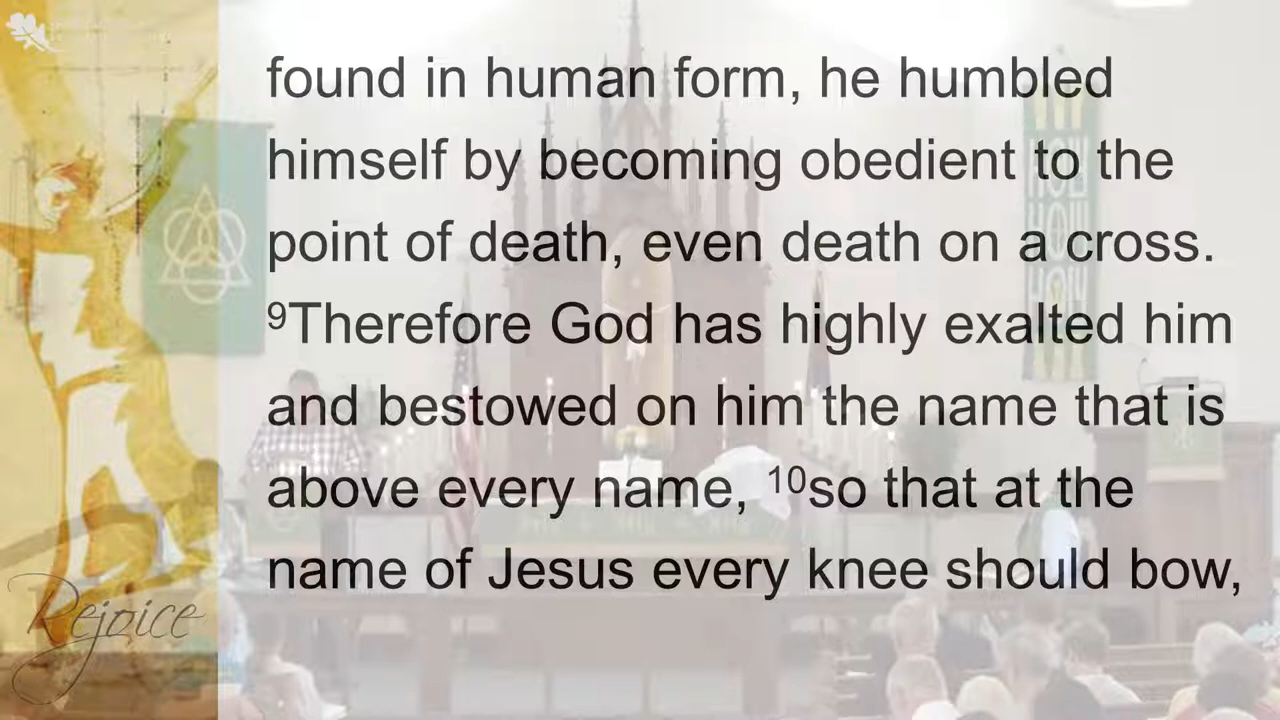 found in human form, he humbled
himself by becoming obedient to the
point of death, even death on a cross.
⁹Therefore God has highly exalted him
and bestowed on him the name that is
above every name, ¹⁰so that at the
name of Jesus every knee should bow,
Rejoice